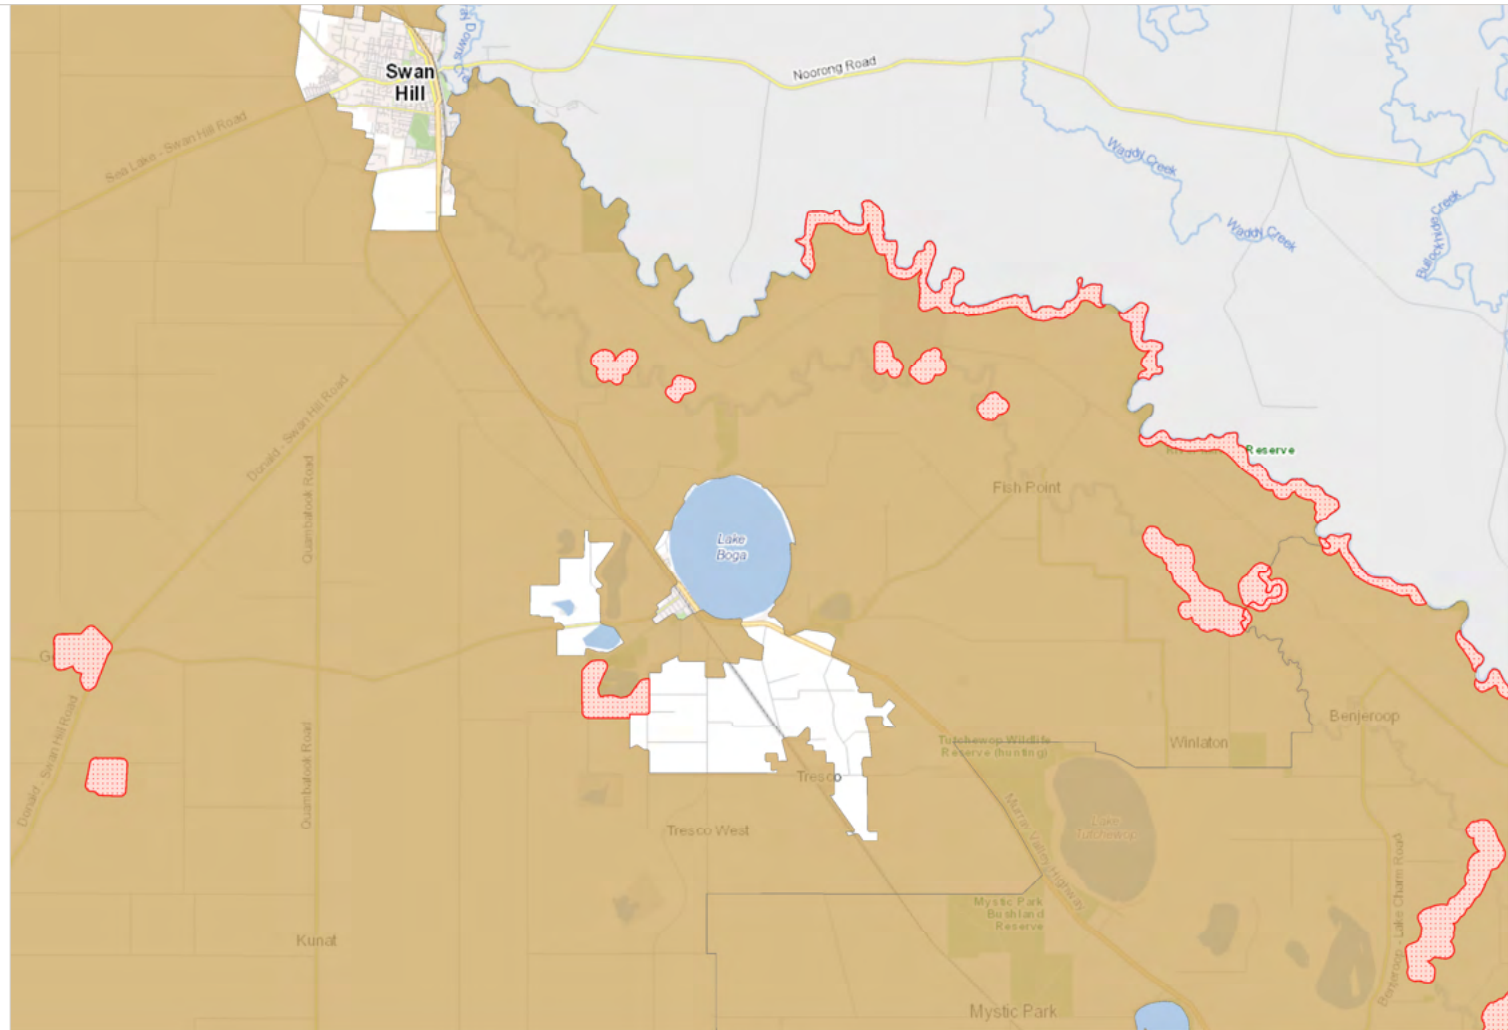 Swan
Hill
Noorong Road
Sea Lake - Swan Hill Road
Waddy Creek
Waddy Creek
Bullockhide Creek
Donald - Swan Hill Road
Reserve
Quambatook Road
Fish Point
Lake
Boga
Donald - Swan Hill Road
Quambatook Road
Benjeroop
Winlaton
Tutchewop Wildlife
Reserve (hunting)
Tresco
Tresco West
Lake
Tutchewop
Murray Valley Highway
Benjeroop - Lake Charm Road
Mystic Park
Bushland
Reserve
Kunat
Mystic Park